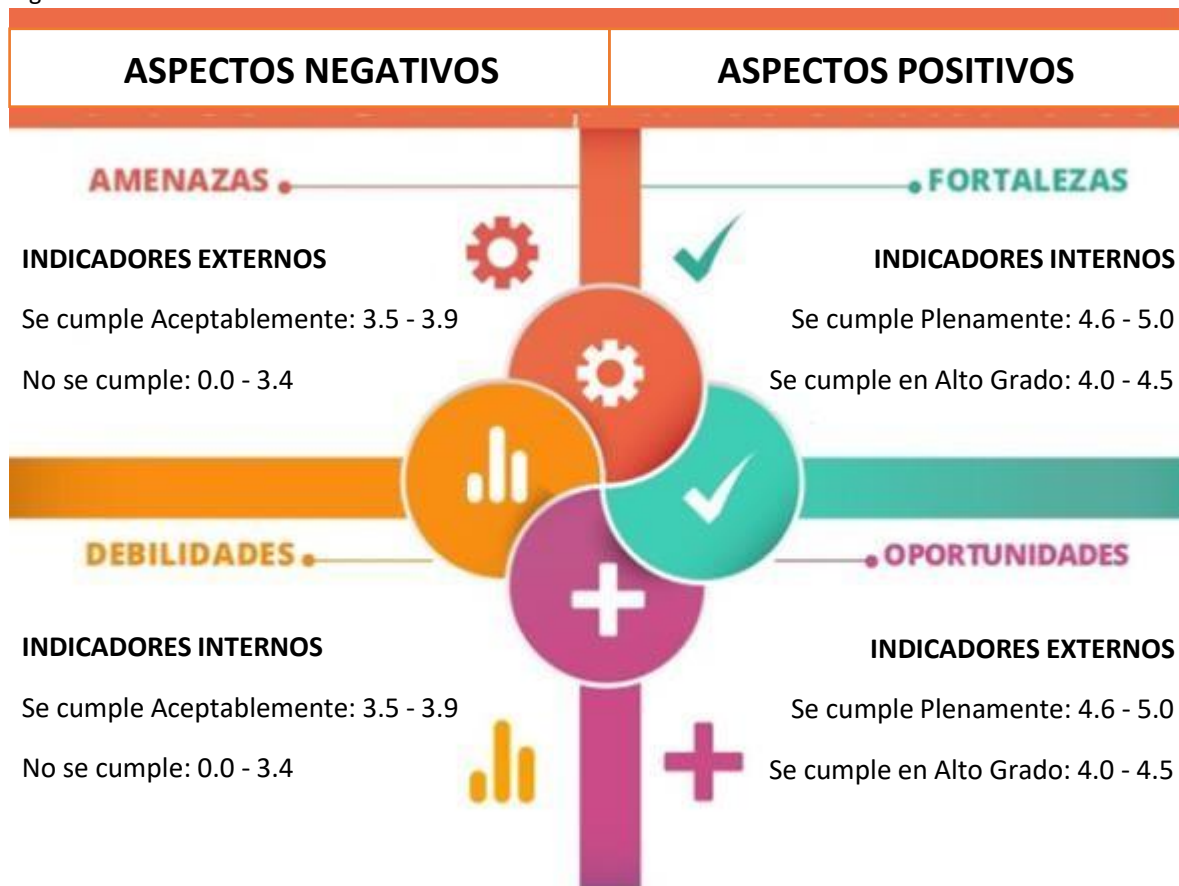 ASPECTOS NEGATIVOS
ASPECTOS POSITIVOS
AMENAZAS
INDICADORES EXTERNOS
Se cumple Aceptablemente: 3.5 - 3.9
No se cumple: 0.0 - 3.4
FORTALEZAS
INDICADORES INTERNOS
Se cumple Plenamente: 4.6 - 5.0
Se cumple en Alto Grado: 4.0 - 4.5
DEBILIDADES
INDICADORES INTERNOS
Se cumple Aceptablemente: 3.5 - 3.9
No se cumple: 0.0 - 3.4
OPORTUNIDADES
INDICADORES EXTERNOS
Se cumple Plenamente: 4.6 - 5.0
Se cumple en Alto Grado: 4.0 - 4.5